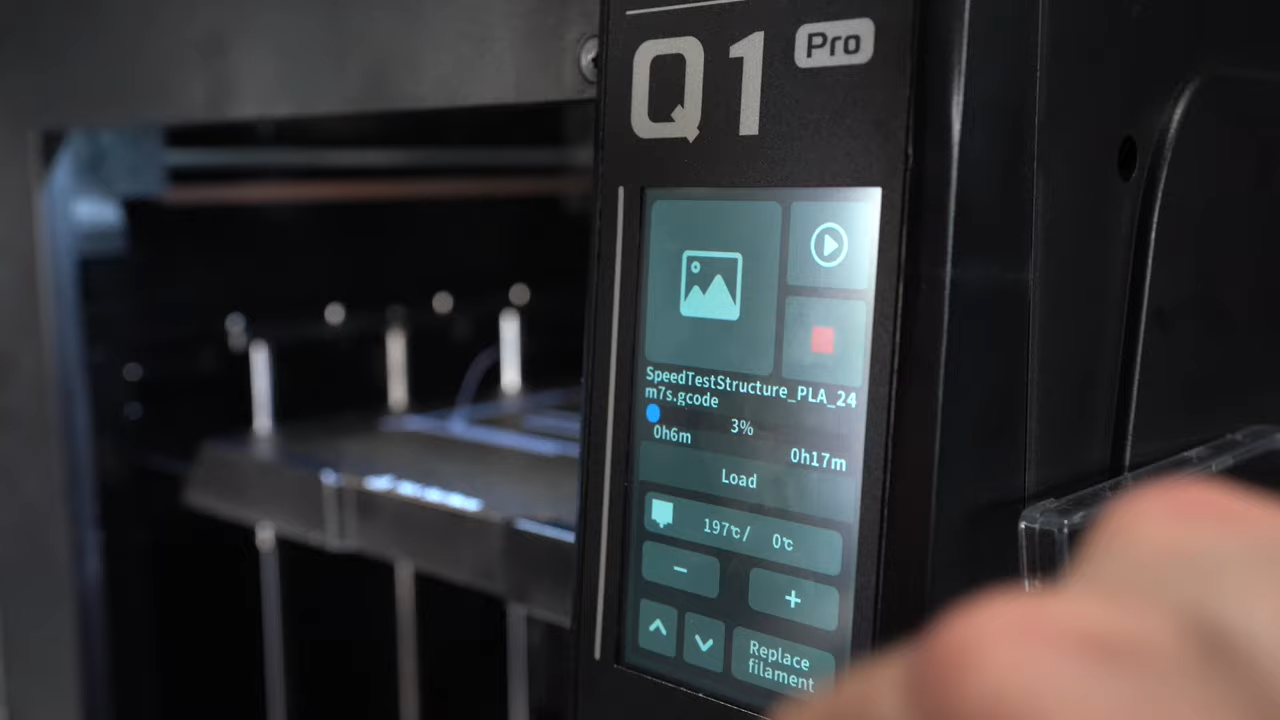 Q1 Pro
SpeedTestStructure_PLA_24
m7s.gcode
3%
0h6m
0h17m
Load
197℃/ 0℃
−
+
Replace
filament